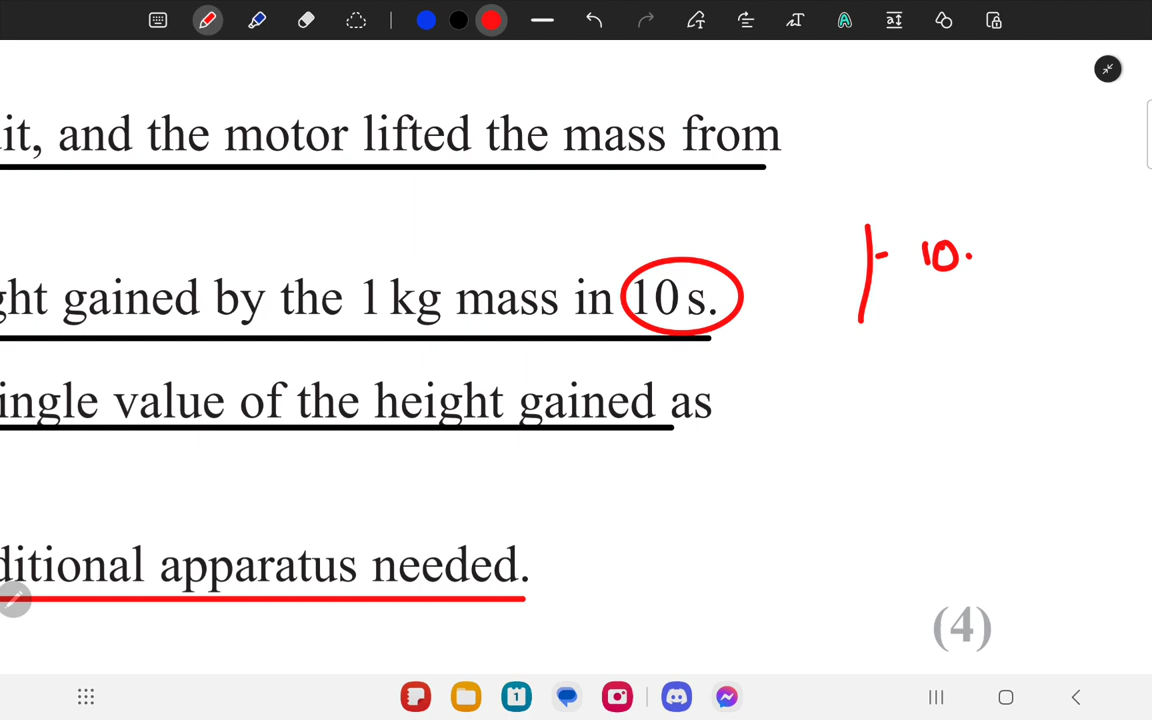 it, and the motor lifted the mass from
ght gained by the 1 kg mass in 10 s.
10.
ingle value of the height gained as
ditional apparatus needed.
(4)